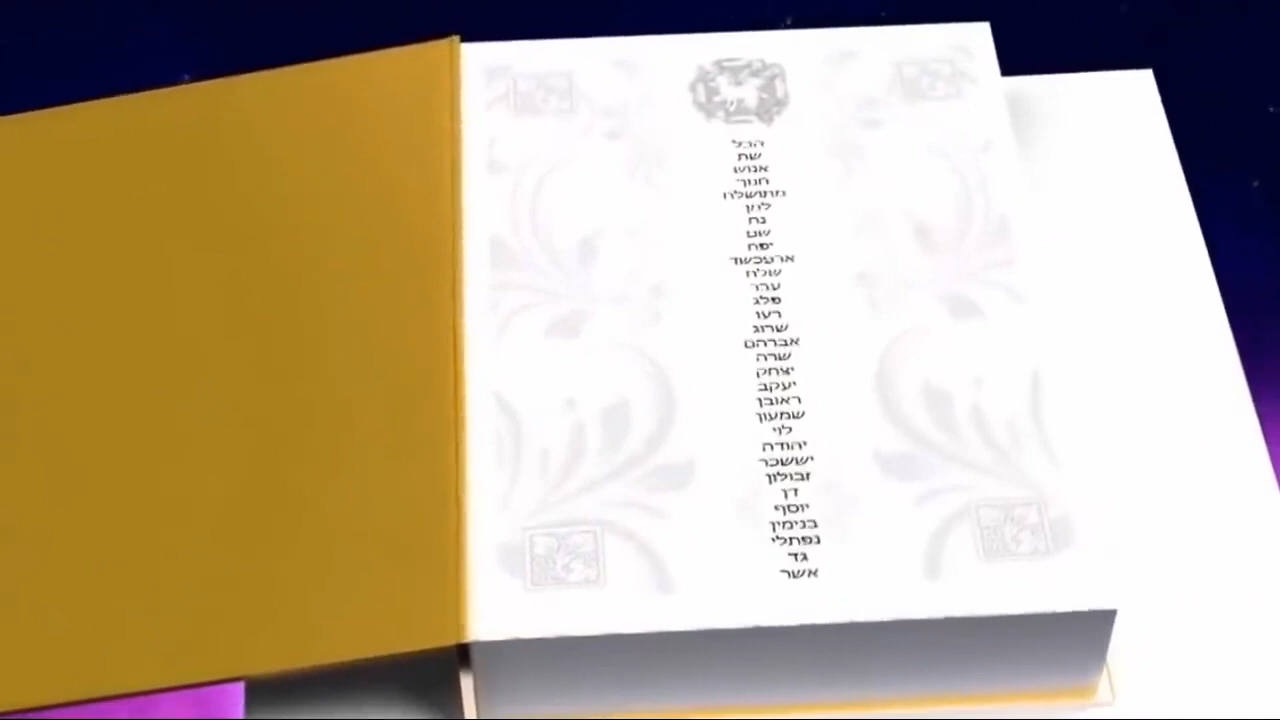 הבל
שת
אנוש
חנוך
מתושלח
למך
נח
שם
יפת
ארפכשד
שלח
עבר
פלג
רעו
שרוג
אברהם
שרה
יצחק
יעקב
ראובן
שמעון
לוי
יהודה
יששכר
זבולון
דן
יוסף
בנימין
נפתלי
גד
אשר